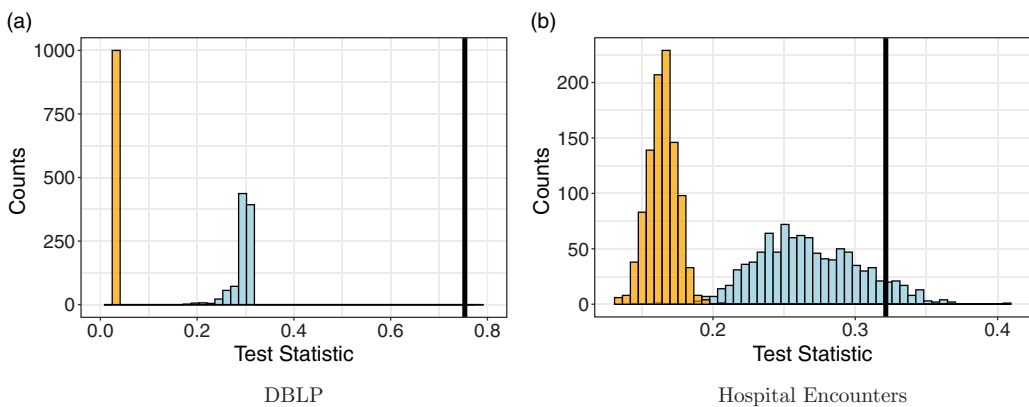 (a)
(b)
Counts
1000
750
500
250
0
0.0 0.2 0.4 0.6 0.8
Test Statistic
DBLP
Counts
200
150
100
50
0
0.2 0.3 0.4
Test Statistic
Hospital Encounters